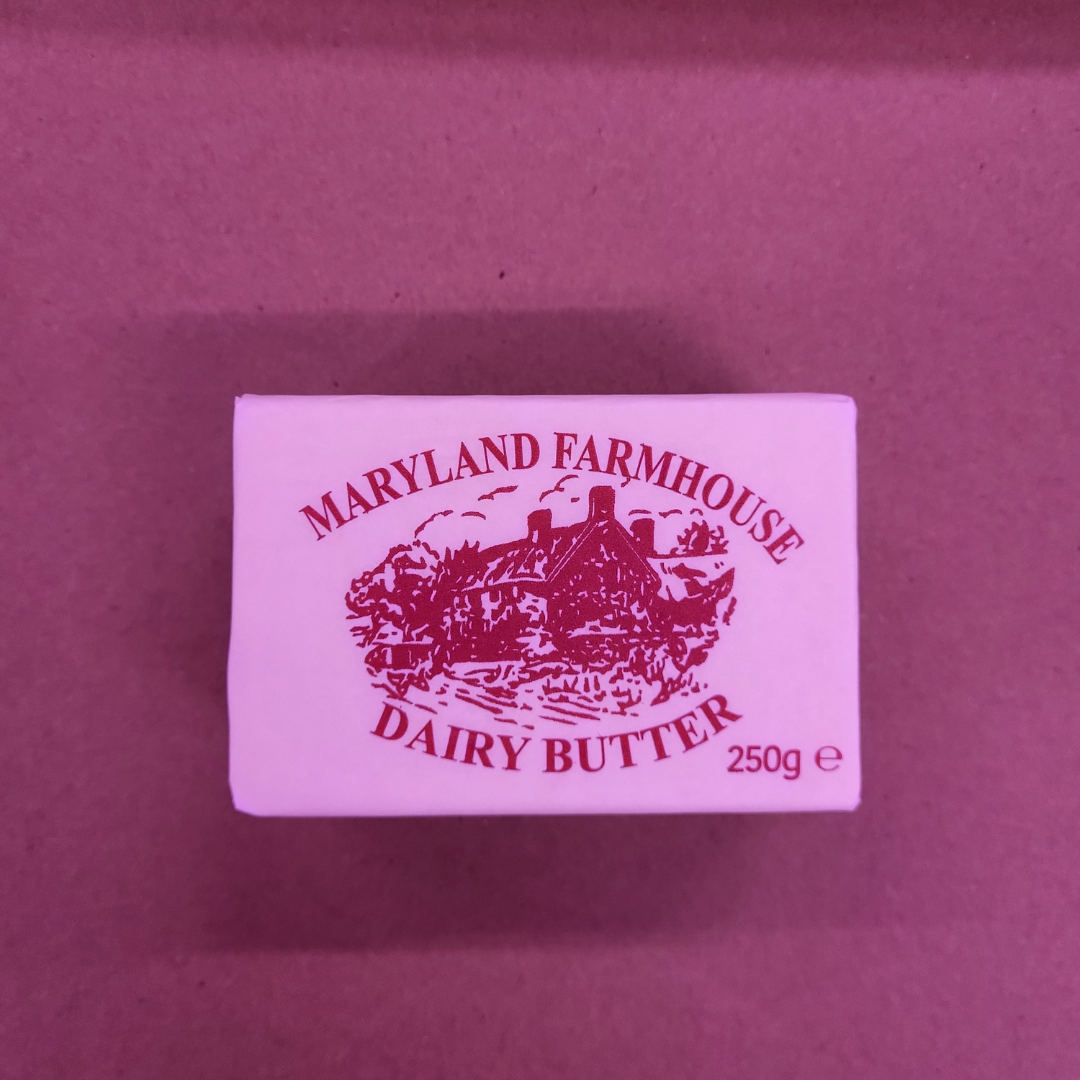 MARYLAND FARMHOUSE
DAIRY BUTTER
250g ℮